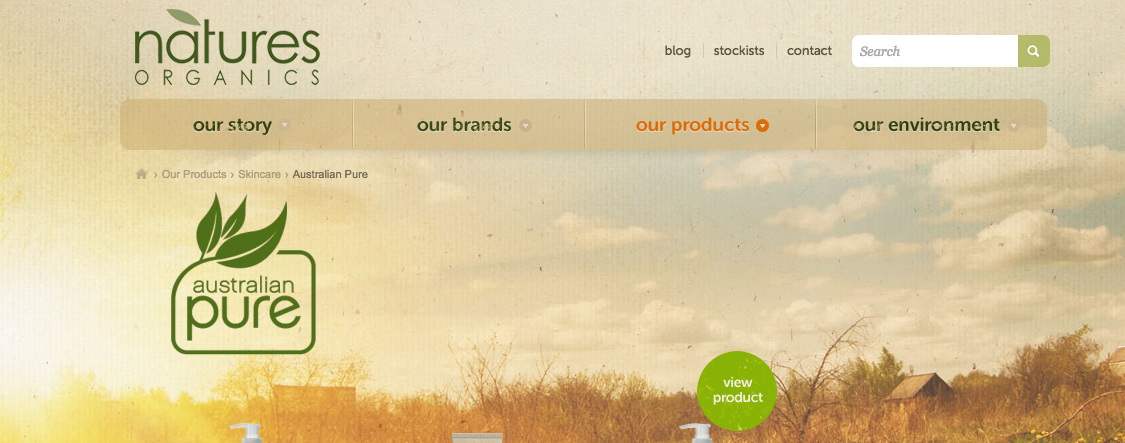 natures
ORGANICS
blog
stockists
contact
Search
our story
our brands
our products
our environment
› Our Products › Skincare › Australian Pure
australian
pure
view
product